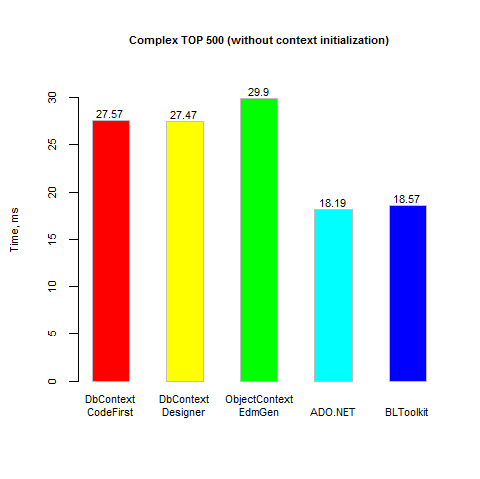 Complex TOP 500 (without context initialization)
Time, ms
30
25
20
15
10
5
0
27.57
27.47
29.9
18.19
18.57
DbContext
CodeFirst
DbContext
Designer
ObjectContext
EdmGen
ADO.NET
BLToolkit